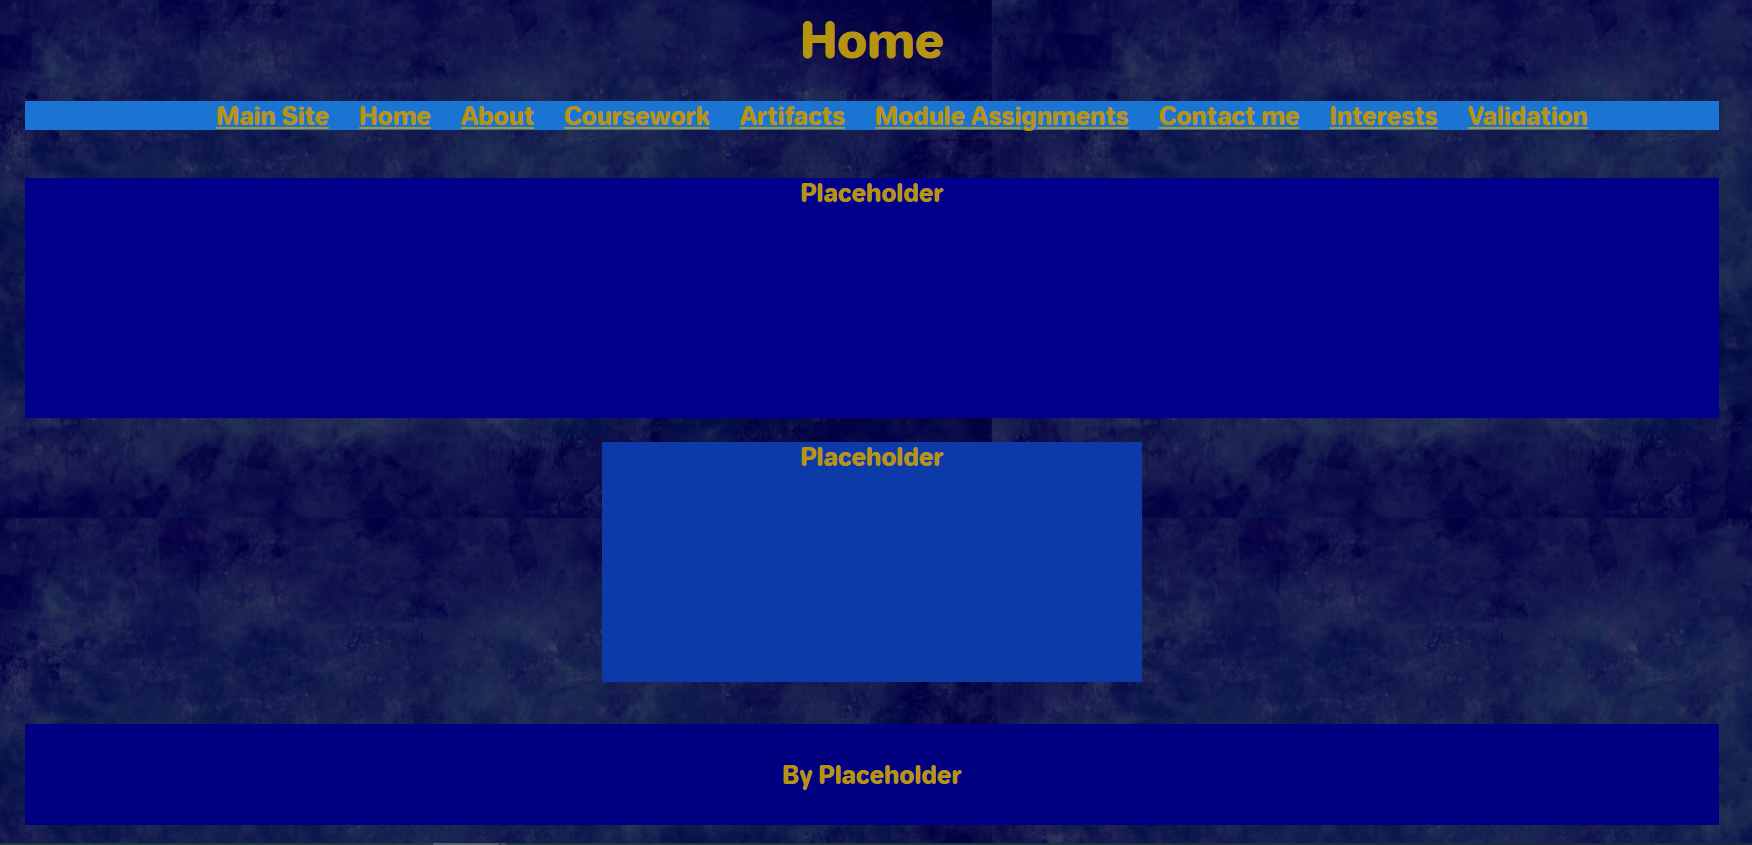 Home
Main Site Home About Coursework Artifacts Module Assignments Contact me Interests Validation
Placeholder
Placeholder
By Placeholder